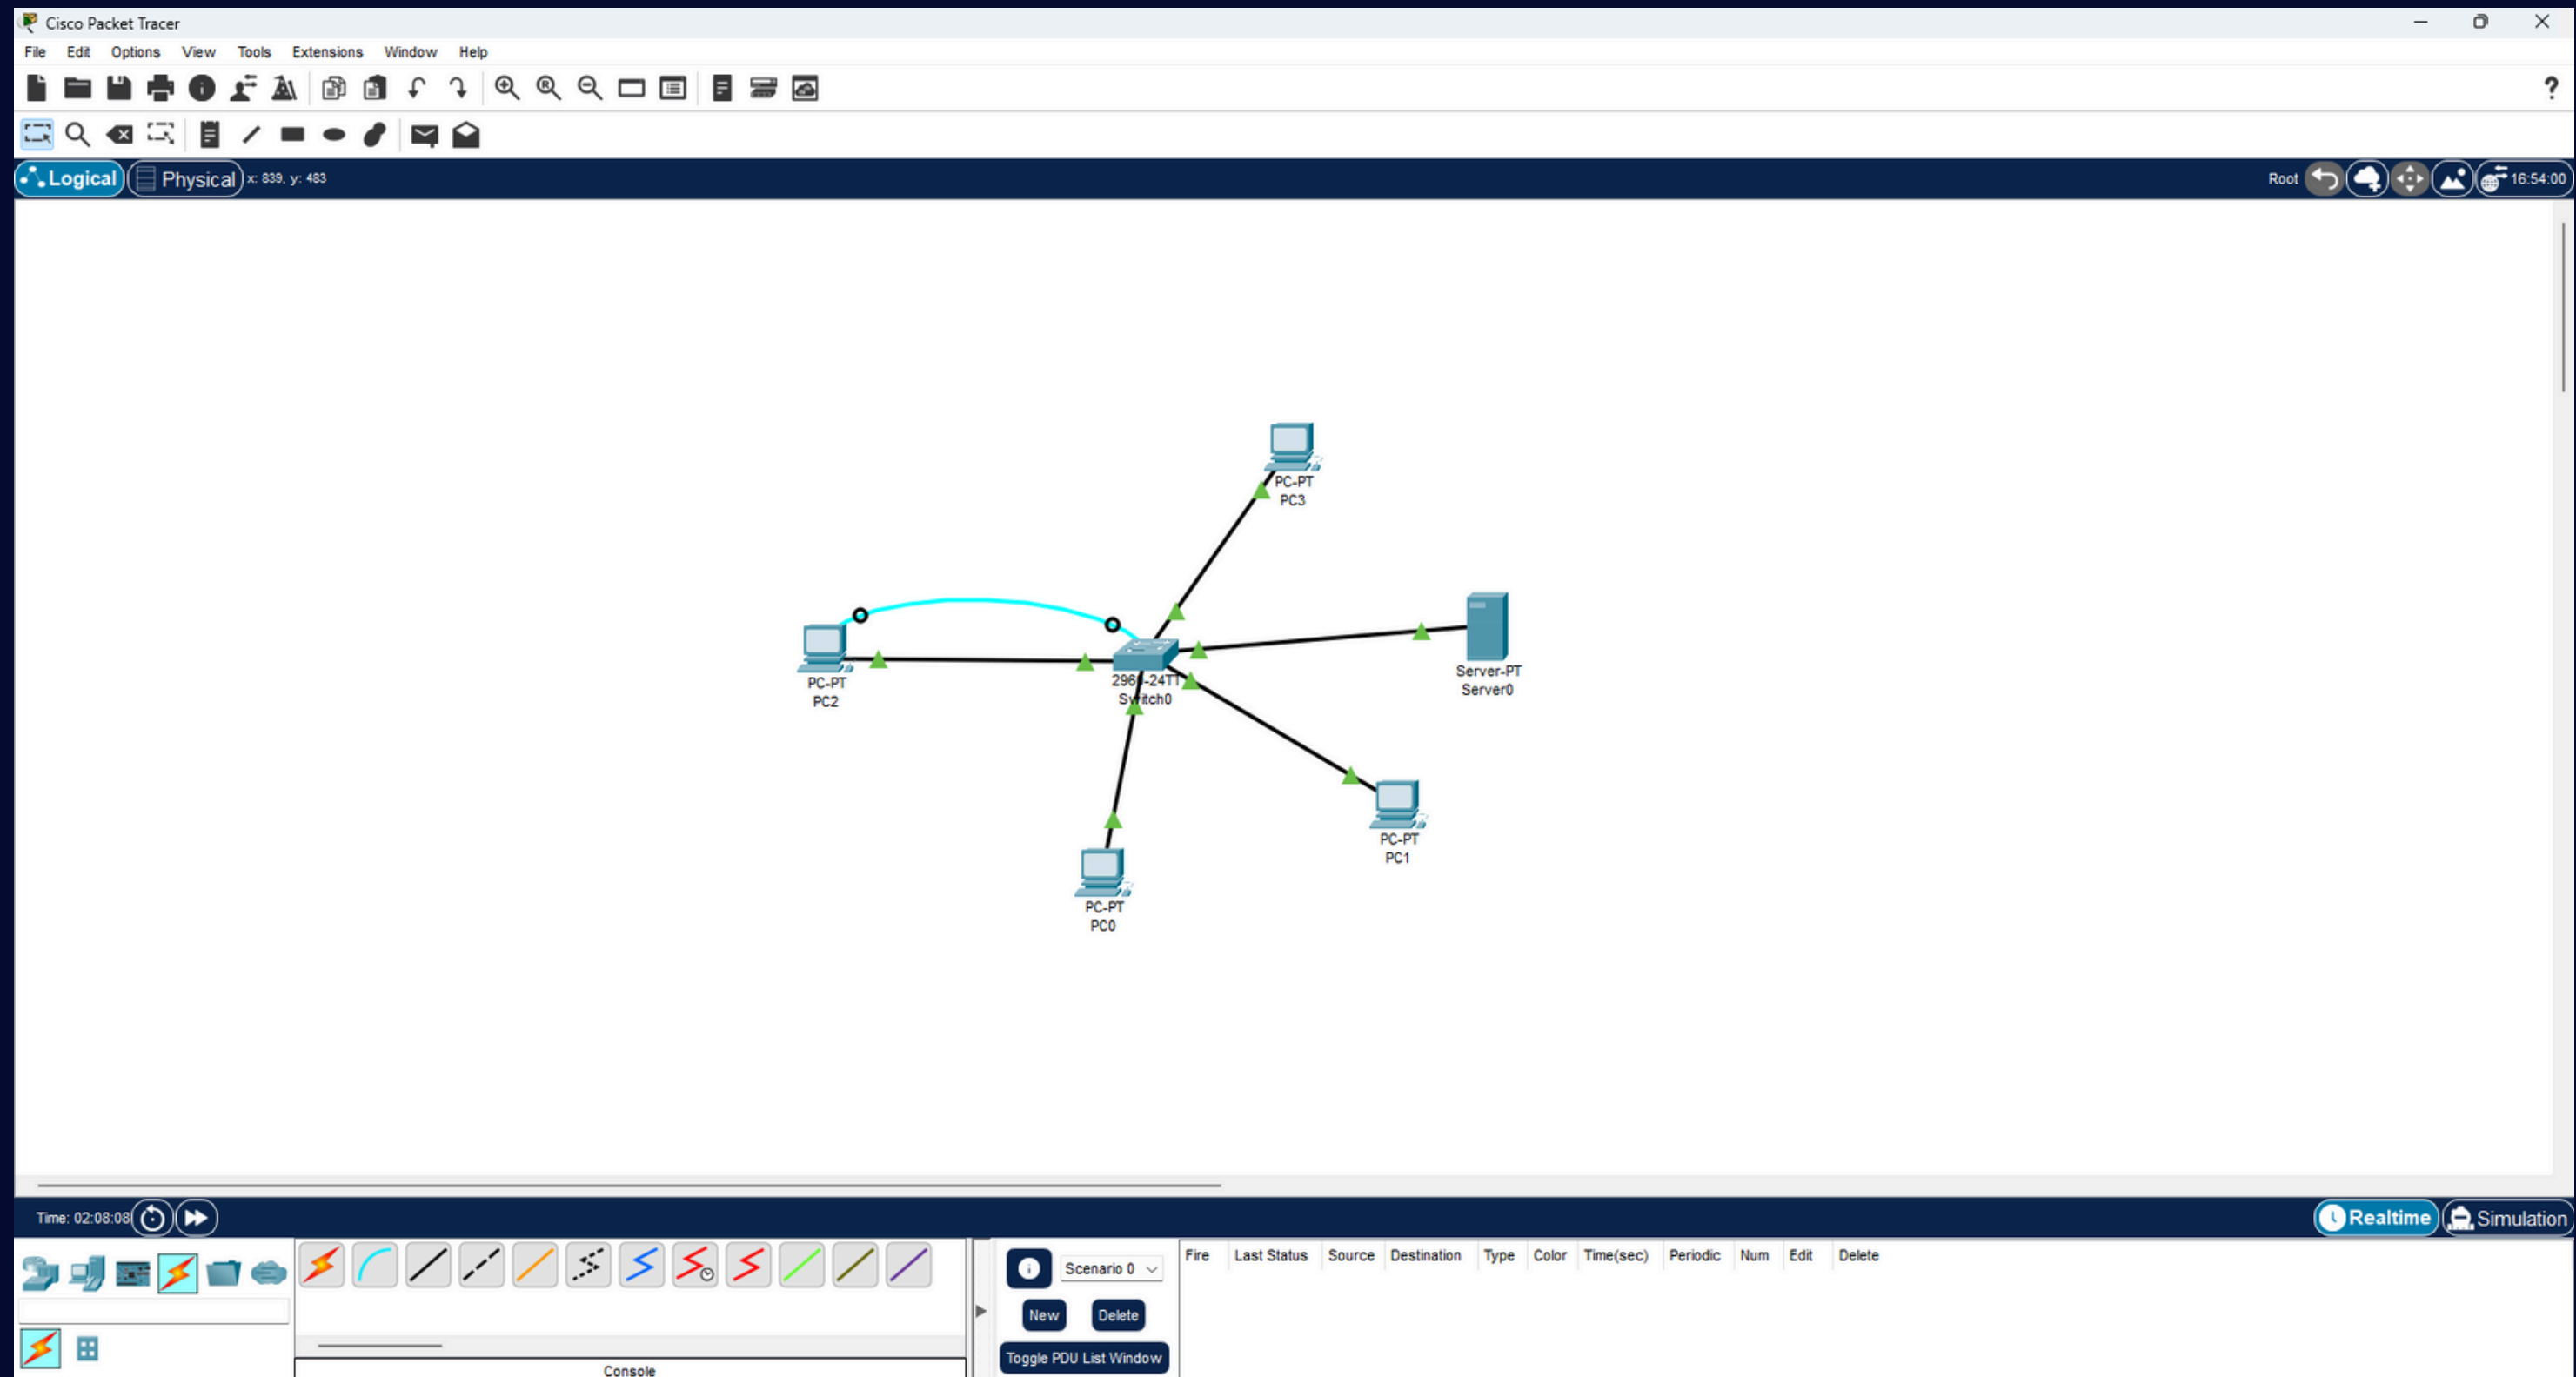 Cisco Packet Tracer
File Edit Options View Tools Extensions Window Help
?
Logical Physical x: 839, y: 483 Root 16:54:00
PC-PT
PC3
Server-PT
Server0
PC-PT
PC2
Switch0
PC-PT
PC1
PC-PT
PC0
Time: 02:08:08 Realtime Simulation
Scenario 0 Fire Last Status Source Destination Type Color Time(sec) Periodic Num Edit Delete
New Delete
Toggle PDU List Window
Console